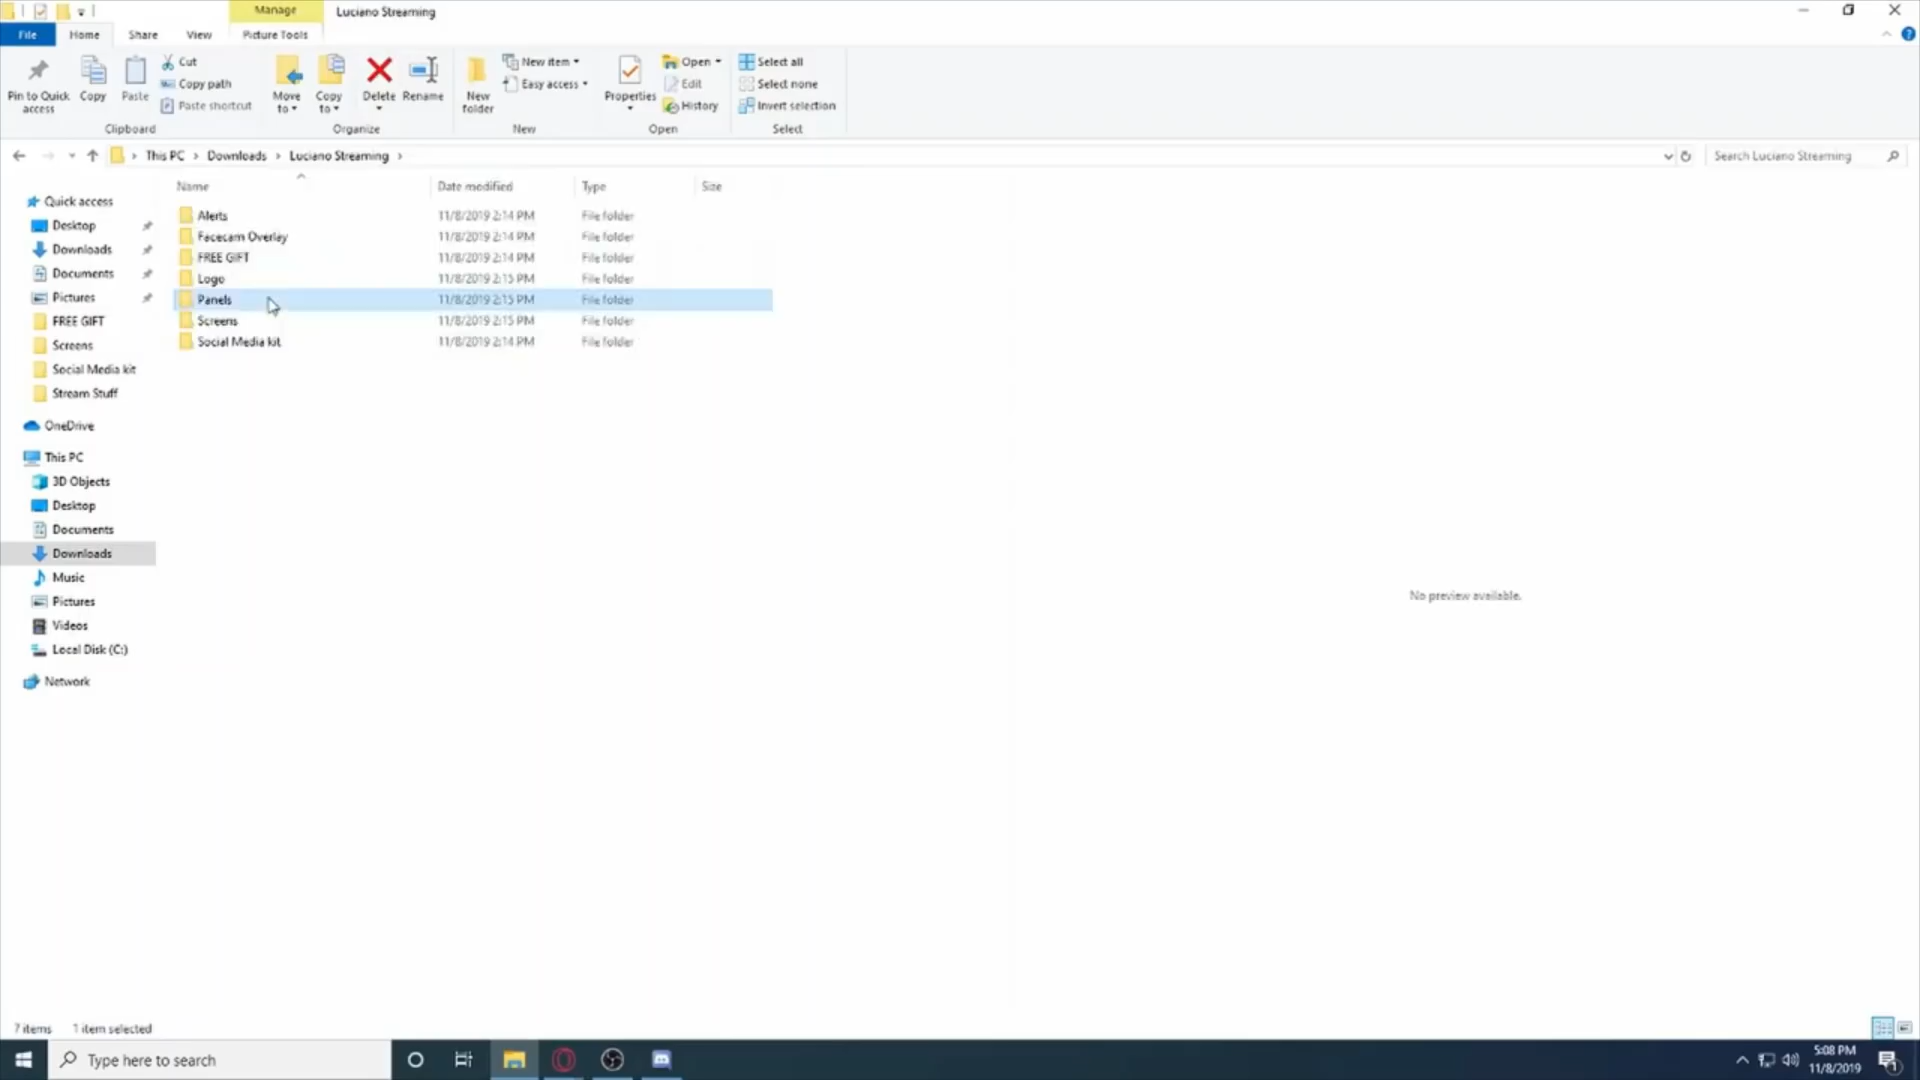 Manage
Luciano Streaming
File
Home
Share
View
Picture Tools
Pin to Quick access
Copy
Paste
Cut
Copy path
Paste shortcut
Clipboard
Move to
Copy to
Delete
Rename
Organize
New folder
New item
Easy access
New
Properties
Open
Edit
History
Open
Select all
Select none
Invert selection
Select
This PC > Downloads > Luciano Streaming >
Search Luciano Streaming
Name Date modified Type Size
Alerts 11/8/2019 2:14 PM File folder
Facecam Overlay 11/8/2019 2:14 PM File folder
FREE GIFT 11/8/2019 2:14 PM File folder
Logo 11/8/2019 2:15 PM File folder
Panels 11/8/2019 2:15 PM File folder
Screens 11/8/2019 2:15 PM File folder
Social Media kit 11/8/2019 2:14 PM File folder
Quick access
Desktop
Downloads
Documents
Pictures
FREE GIFT
Screens
Social Media kit
Stream Stuff
OneDrive
This PC
3D Objects
Desktop
Documents
Downloads
Music
Pictures
Videos
Local Disk (C:)
Network
No preview available.
7 items 1 item selected
Type here to search
5:08 PM
11/8/2019
1